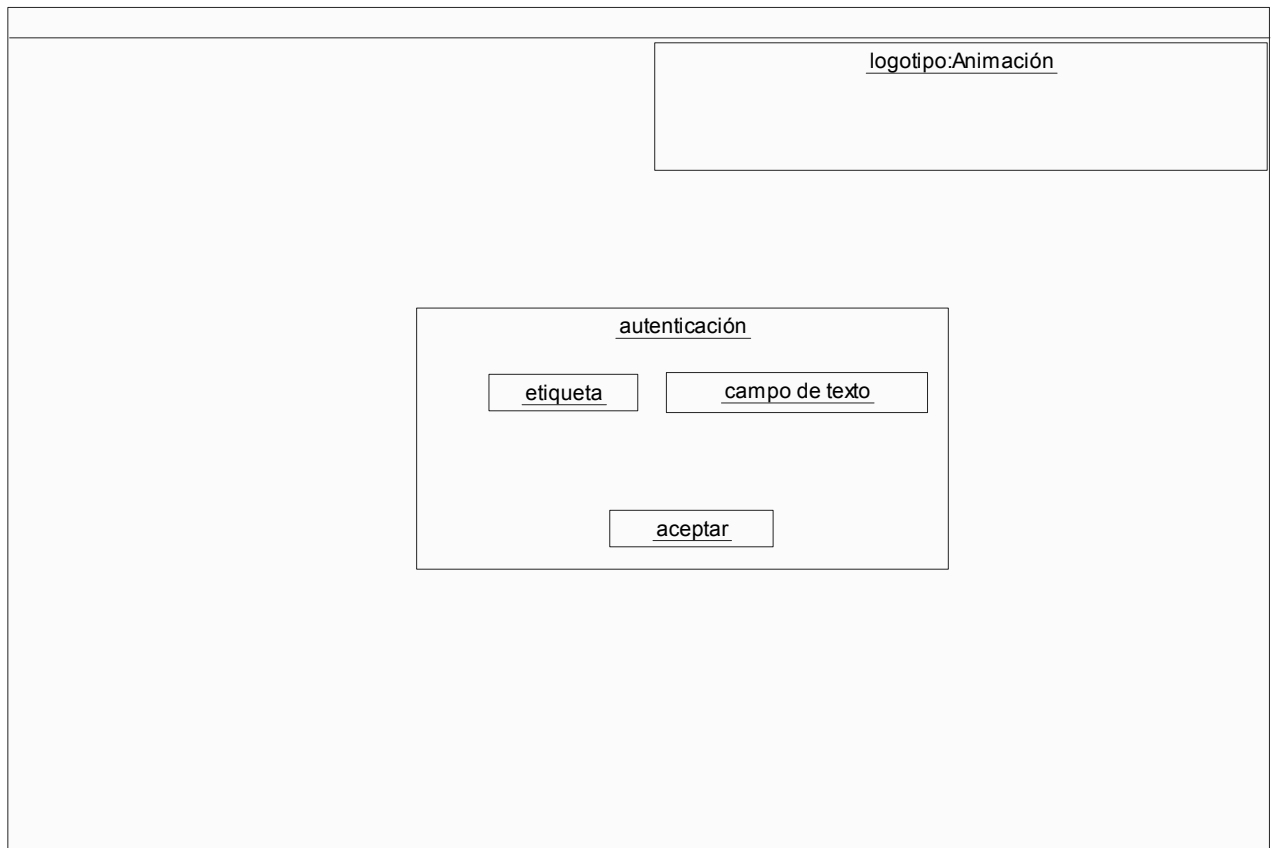 logotipo:Animación
autenticación
etiqueta
campo de texto
aceptar